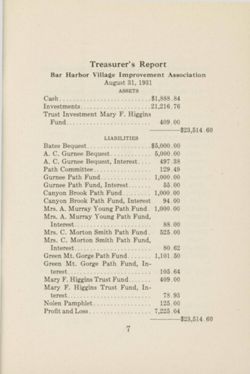 Treasurer's Report
Bar Harbor Village Improvement Association
August 31, 1931
ASSETS
Cash....................$1,888.84
Investments....................21,216.76
Trust Investment Mary F. Higgins
Fund.................... 409.00
————$23,514.60
LIABILITIES
Bates Bequest..............$5,000.00
A. C. Gurnee Bequest....... 5,000.00
A. C. Gurnee Bequest, Interest. 497.38
Path Committee.............. 129.49
Gurnee Path Fund........... 1,000.00
Gurnee Path Fund, Interest.... 55.00
Canyon Brook Path Fund...... 1,000.00
Canyon Brook Path Fund, Interest 94.00
Mrs. A. Murray Young Path Fund. 1,000.00
Mrs. A. Murray Young Path Fund,
Interest.................... 88.00
Mrs. C. Morton Smith Path Fund. 525.00
Mrs. C. Morton Smith Path Fund,
Interest.................... 80.62
Green Mt. Gorge Path Fund..... 1,101.50
Green Mt. Gorge Path Fund, In-
terest.................... 105.64
Mary F. Higgins Trust Fund.... 409.00
Mary F. Higgins Trust Fund, In-
terest.................... 78.93
Nolen Pamphlet.............. 125.00
Profit and Loss.............. 7,225.04
————$23,514.60
7